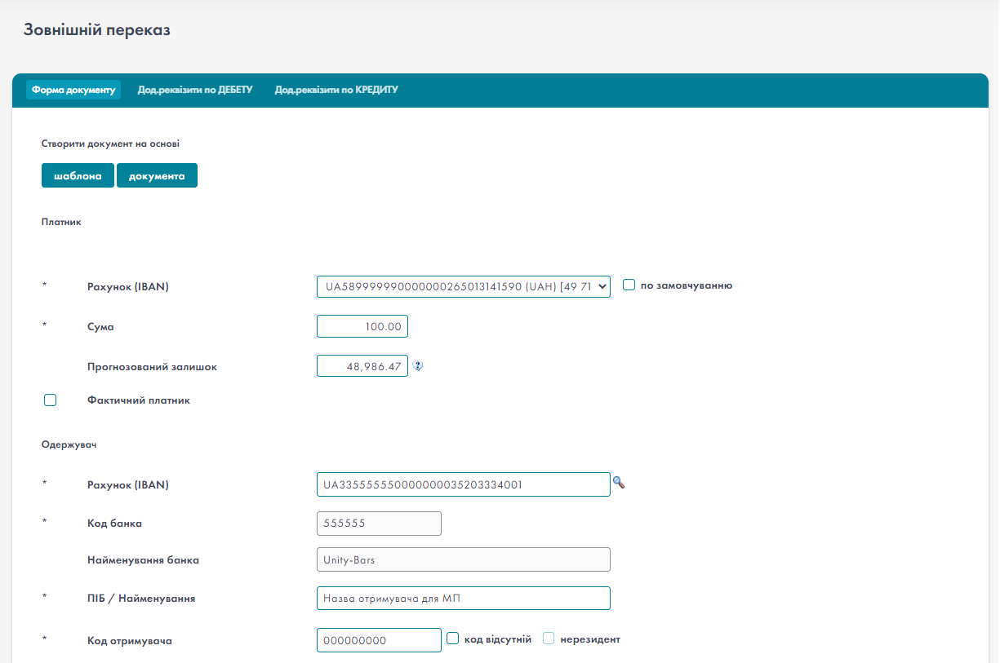 Зовнішній переказ
Форма документу Дод.реквізити по ДЕБЕТУ Дод.реквізити по КРЕДИТУ
Створити документ на основі
шаблона документа
Платник
* Рахунок (IBAN) UA589999990000000265013141590 (UAH) [49 71 по замовчуванню
* Сума 100.00
Прогнозований залишок 48,986.47 ?
Фактичний платник
Одержувач
* Рахунок (IBAN) UA335555550000000035203334001
* Код банка 555555
Найменування банка Unity-Bars
* ПІБ / Найменування Назва отримувача для МП
* Код отримувача 000000000 код відсутній нерезидент